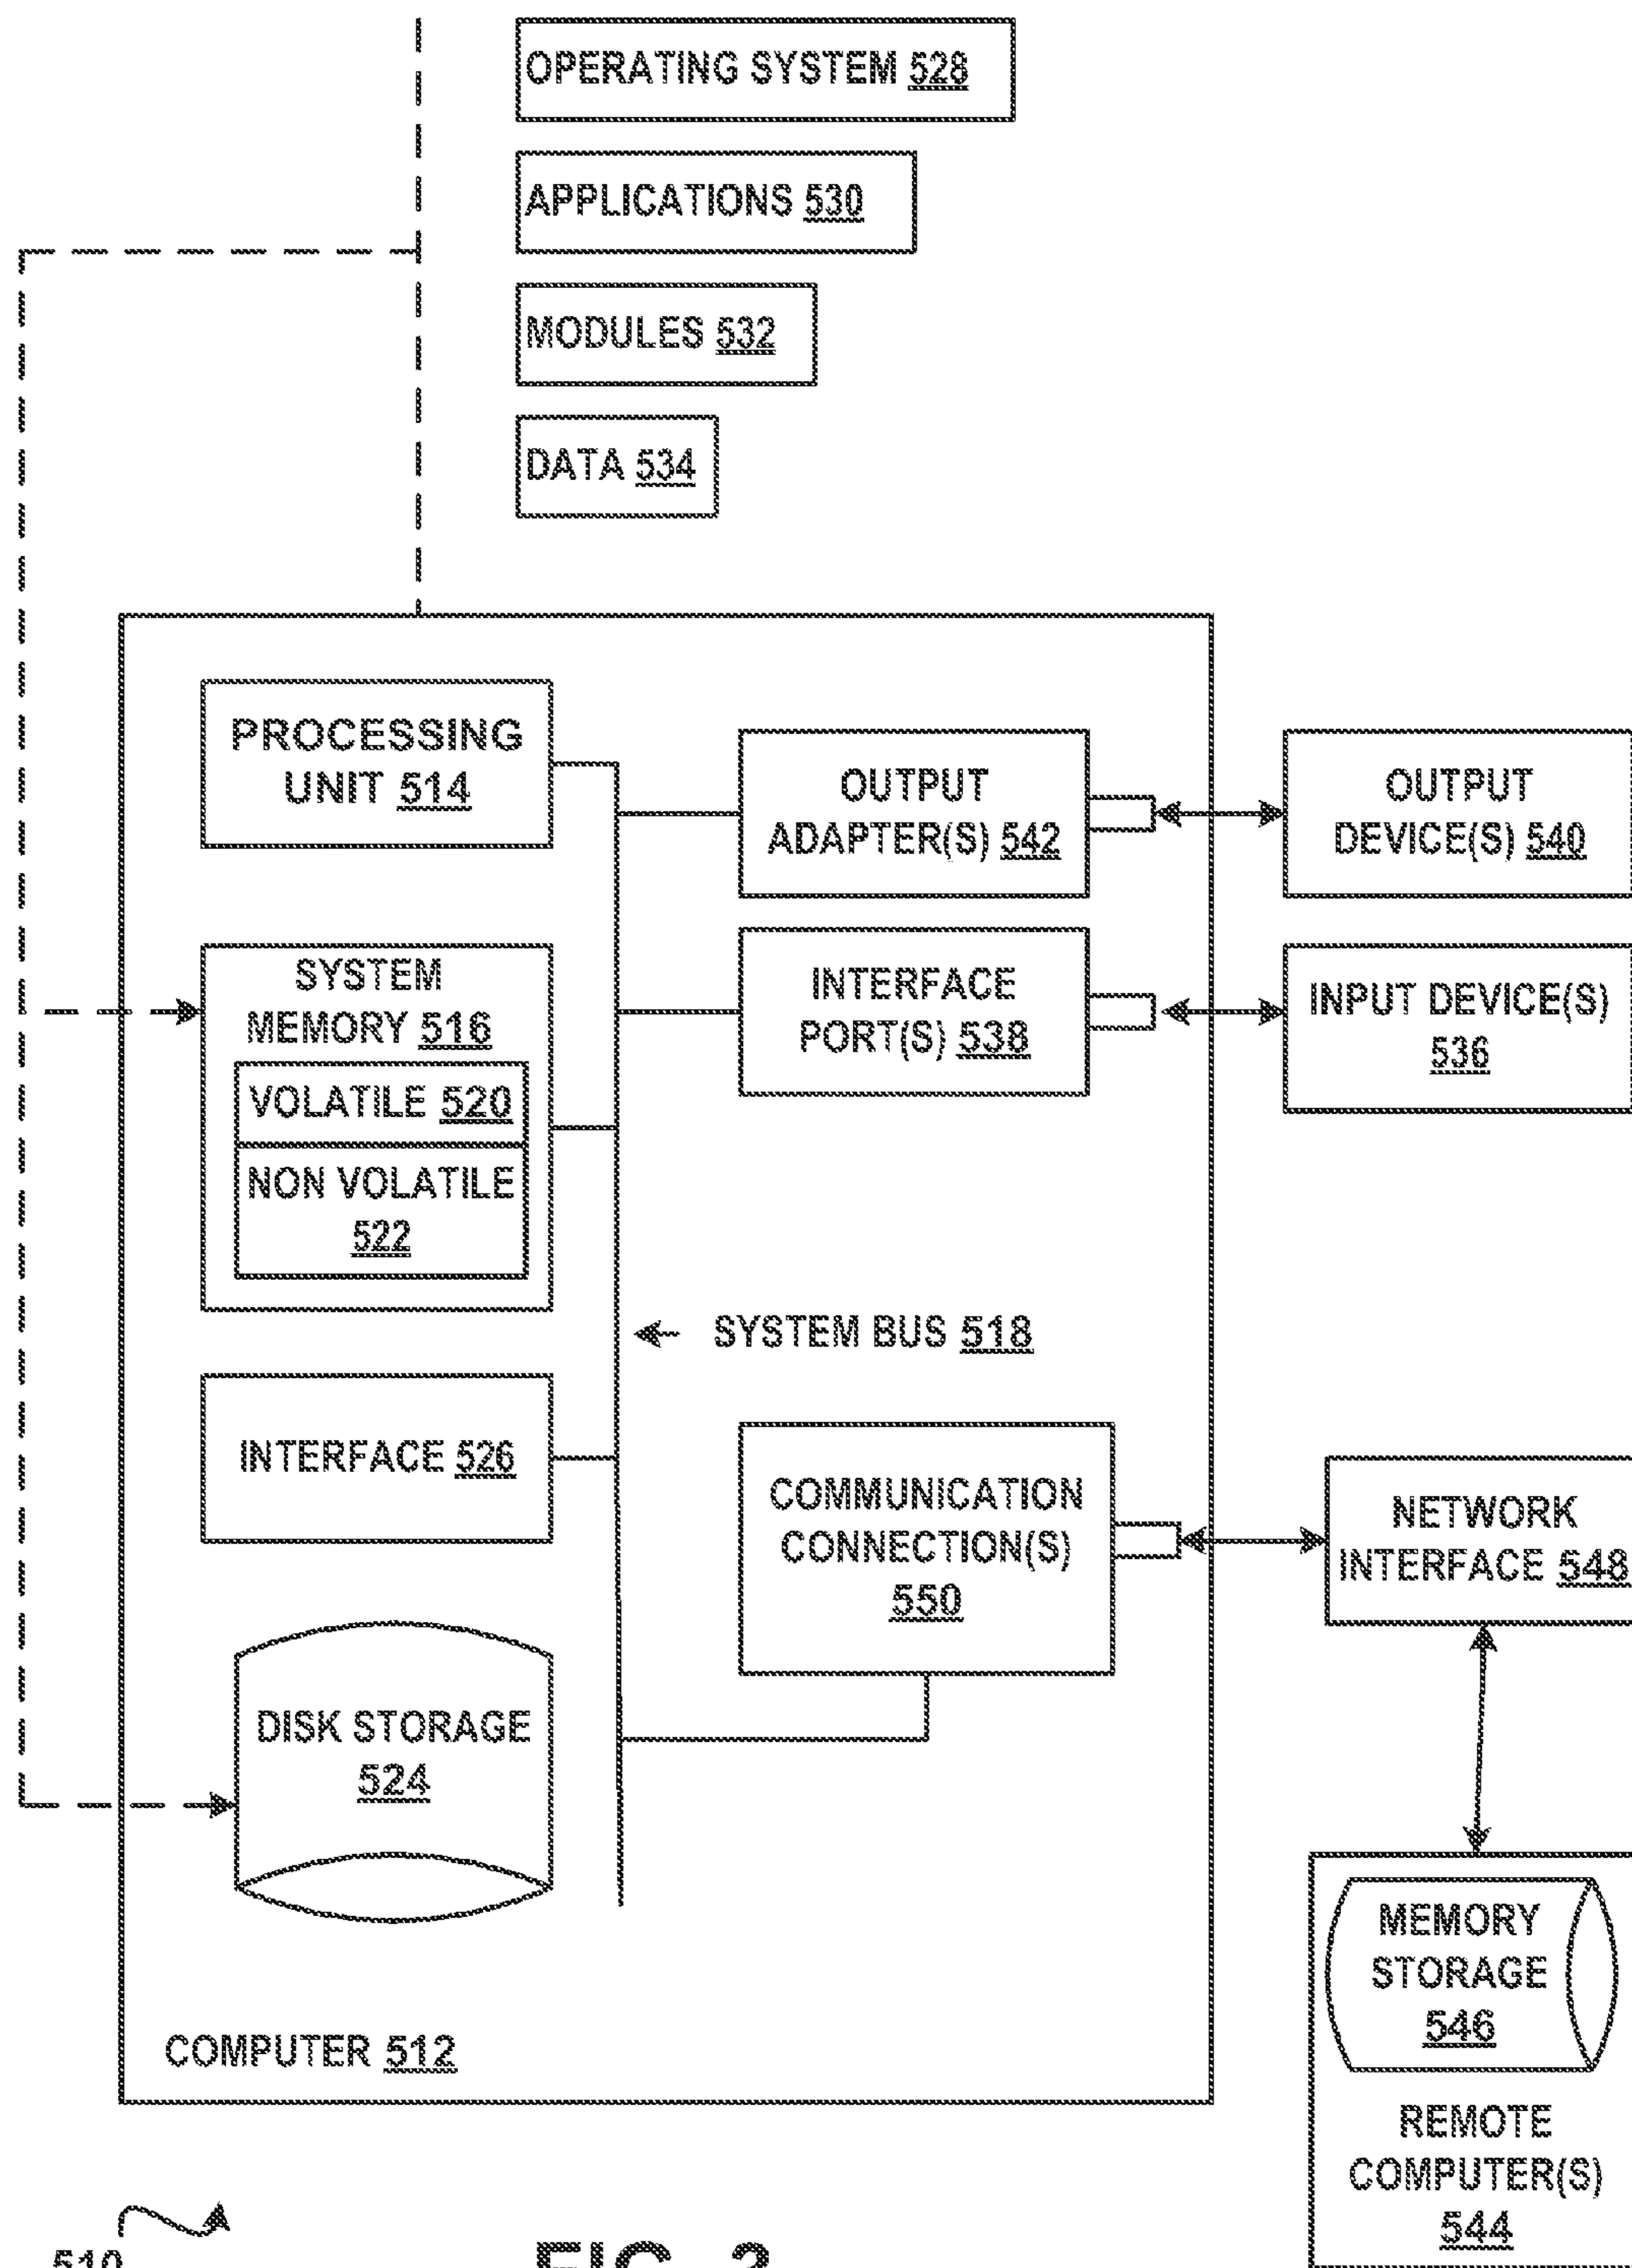 OPERATING SYSTEM 528
APPLICATIONS 530
MODULES 532
DATA 534
PROCESSING
UNIT 514
OUTPUT
ADAPTER(S) 542
OUTPUT
DEVICE(S) 540
SYSTEM
MEMORY 516
VOLATILE 520
NON VOLATILE
522
INTERFACE
PORT(S) 538
INPUT DEVICE(S)
536
SYSTEM BUS 518
INTERFACE 526
COMMUNICATION
CONNECTION(S)
550
NETWORK
INTERFACE 548
DISK STORAGE
524
MEMORY
STORAGE
546
COMPUTER 512
REMOTE
COMPUTER(S)
544
510